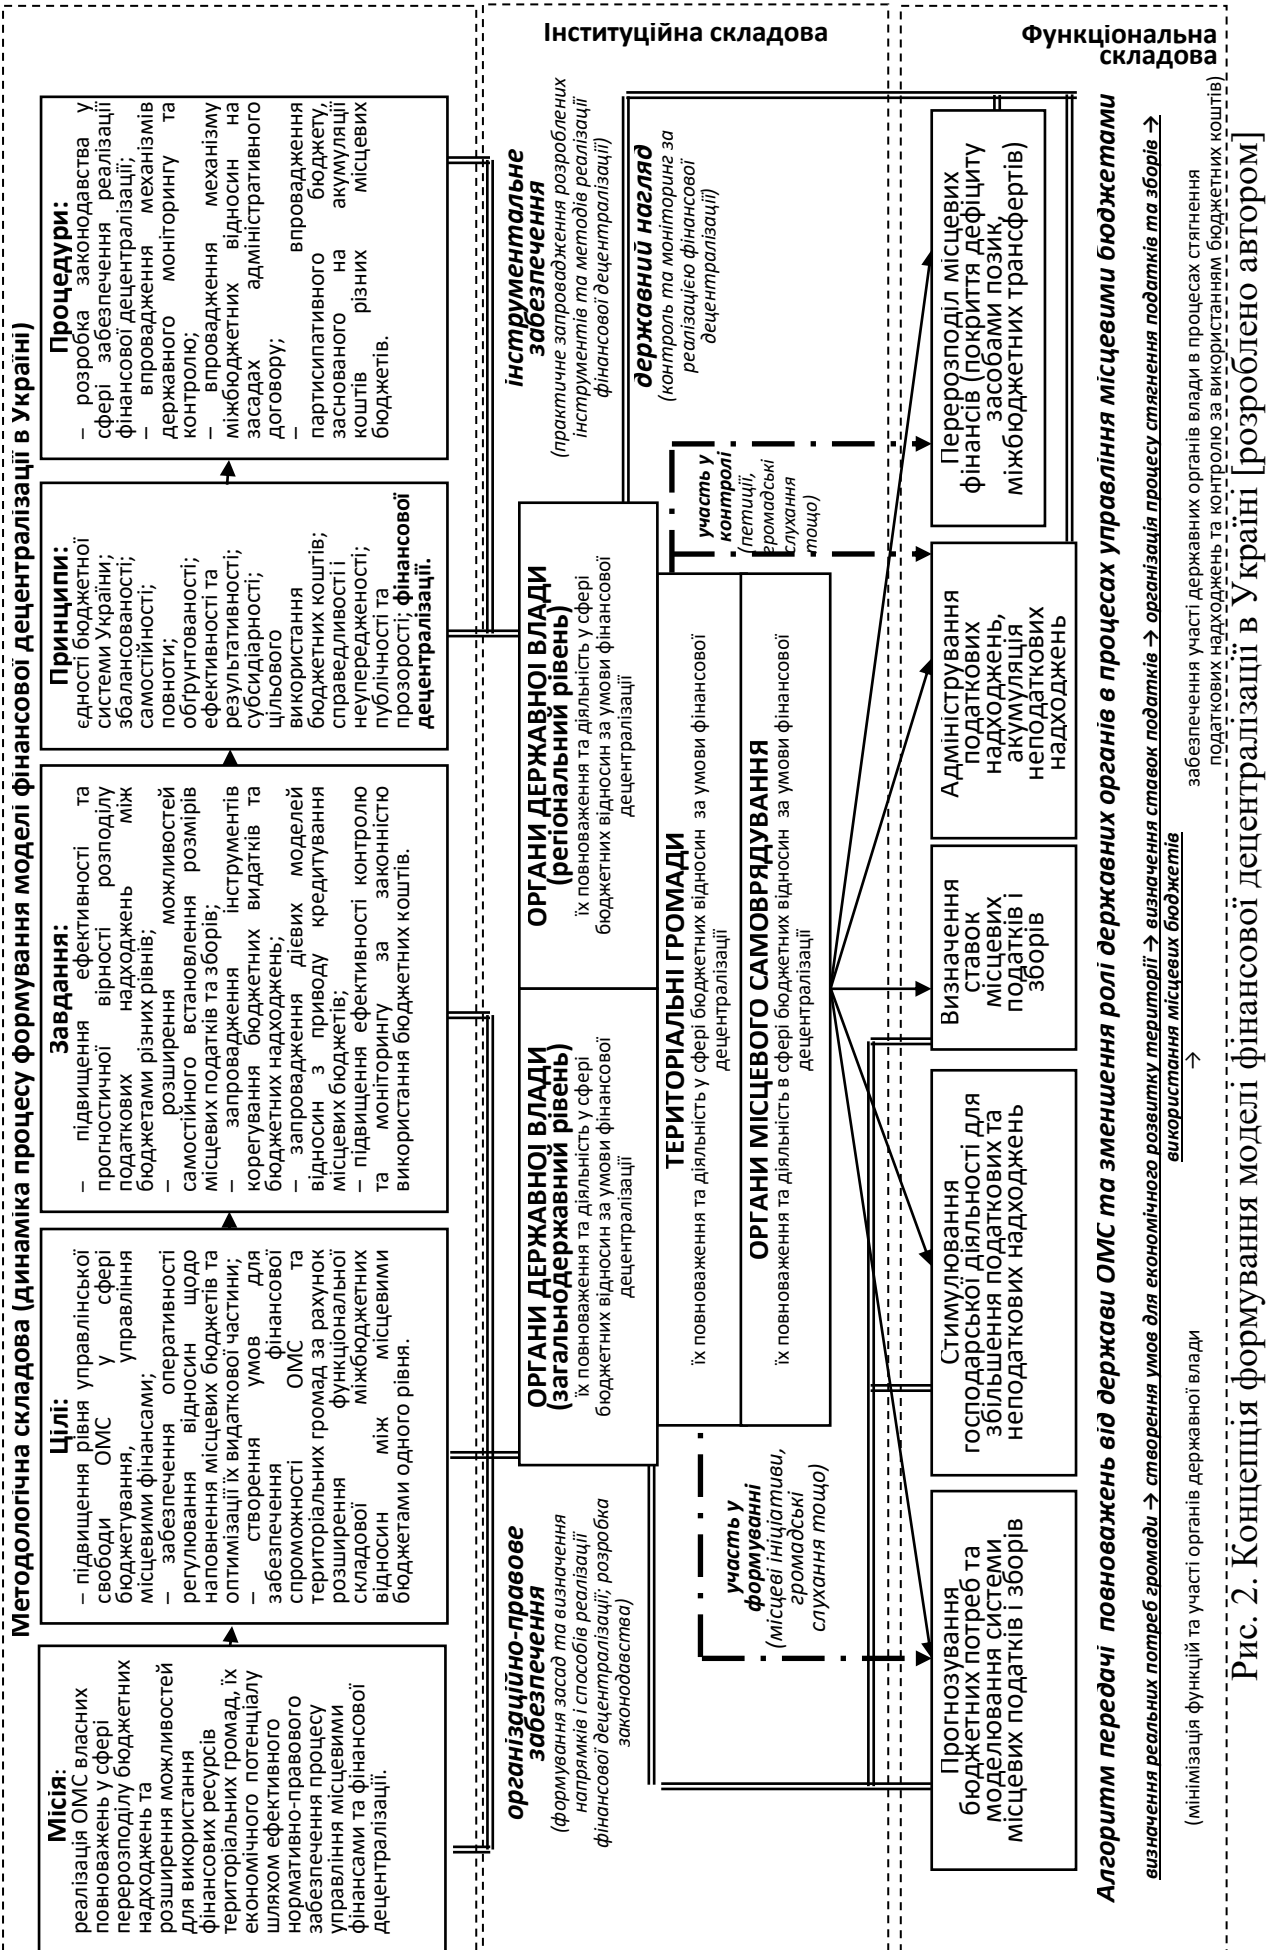 Методологічна складова (динаміка процесу формування моделі фінансової децентралізації в Україні)
Місія:
реалізація ОМС власних
повноважень у сфері
перерозподілу бюджетних
надходжень та
розширення можливостей
для використання
фінансових ресурсів
територіальних громад, їх
економічного потенціалу
шляхом ефективного
нормативно-правового
забезпечення процесу
управління місцевими
фінансами та фінансової
децентралізації.
Цілі:
– підвищення рівня управлінської
свободи ОМС у сфері
бюджетування, управління
місцевими фінансами;
– забезпечення оперативності
регулювання відносин щодо
наповнення місцевих бюджетів та
оптимізації їх видаткової частини;
– створення умов для
забезпечення фінансової
спроможності ОМС та
територіальних громад за рахунок
розширення функціональної
складової міжбюджетних
відносин між місцевими
бюджетами одного рівня.
Завдання:
– підвищення ефективності та
прогностичної вірності розподілу
податкових надходжень між
бюджетами різних рівнів;
– розширення можливостей
самостійного встановлення розмірів
місцевих податків та зборів;
– запровадження інструментів
корегування бюджетних видатків та
бюджетних надходжень;
– запровадження дієвих моделей
відносин з приводу кредитування
місцевих бюджетів;
– підвищення ефективності контролю
та моніторингу за законністю
використання бюджетних коштів.
Принципи:
єдності бюджетної
системи України;
збалансованості;
самостійності;
повноти;
обґрунтованості;
ефективності та
результативності;
субсидіарності;
цільового
використання
бюджетних коштів;
справедливості і
неупередженості;
публічності та
прозорості; фінансової
децентралізації.
Процедури:
– розробка законодавства у
сфері забезпечення реалізації
фінансової децентралізації;
– впровадження механізмів
державного моніторингу та
контролю;
– впровадження механізму
міжбюджетних відносин на
засадах адміністративного
договору;
– впровадження
партисипативного бюджету,
заснованого на акумуляції
коштів різних місцевих
бюджетів.
Інституційна складова
організаційно-правове
забезпечення
(формування засад та визначення
напрямків і способів реалізації
фінансової децентралізації; розробка
законодавства)
інструментальне
забезпечення
(практичне запровадження розроблених
інструментів та методів реалізації
фінансової децентралізації)
ОРГАНИ ДЕРЖАВНОЇ ВЛАДИ
(загальнодержавний рівень)
їх повноваження та діяльність у сфері
бюджетних відносин за умови фінансової
децентралізації
ОРГАНИ ДЕРЖАВНОЇ ВЛАДИ
(регіональний рівень)
їх повноваження та діяльність у сфері
бюджетних відносин за умови фінансової
децентралізації
державний нагляд
(контроль та моніторинг за
реалізацією фінансової
децентралізації)
ТЕРИТОРІАЛЬНІ ГРОМАДИ
їх повноваження та діяльність у сфері бюджетних відносин за умови фінансової
децентралізації
ОРГАНИ МІСЦЕВОГО САМОВРЯДУВАННЯ
їх повноваження та діяльність в сфері бюджетних відносин за умови фінансової
децентралізації
участь у
формуванні
(місцеві ініціативи,
громадські
слухання тощо)
участь у
контролі
(петиції,
громадські
слухання
тощо)
Функціональна
складова
Прогнозування
бюджетних потреб та
моделювання системи
місцевих податків і зборів
Стимулювання
господарської діяльності для
збільшення податкових та
неподаткових надходжень
Визначення
ставок
місцевих
податків і
зборів
Адміністрування
податкових
надходжень,
акумуляція
неподаткових
надходжень
Перерозподіл місцевих
фінансів (покриття дефіциту
засобами позик,
міжбюджетних трансфертів)
Алгоритм передачі повноважень від держави ОМС та зменшення ролі державних органів в процесах управління місцевими бюджетами
визначення реальних потреб громади → створення умов для економічного розвитку території → визначення ставок податків → організація процесу стягнення податків та зборів →
використання місцевих бюджетів
(мінімізація функцій та участі органів державної влади → забезпечення участі державних органів влади в процесах стягнення
податкових надходжень та контролю за використанням бюджетних коштів)
Рис. 2. Концепція формування моделі фінансової децентралізації в Україні [розроблено автором]